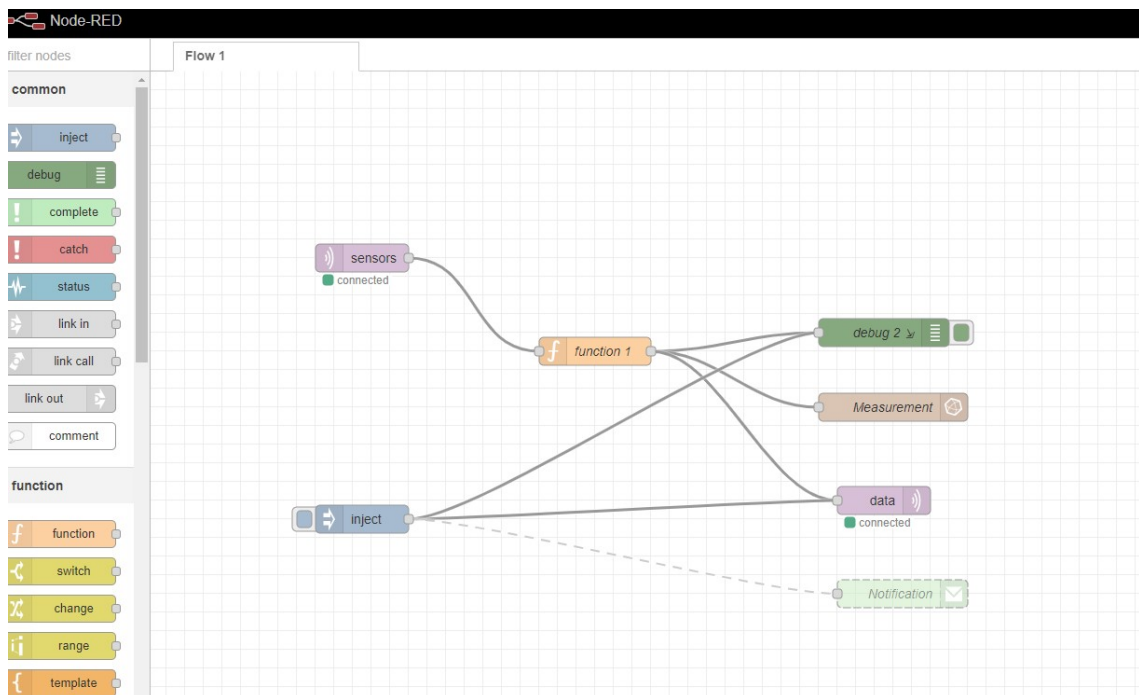 Node-RED
filter nodes
Flow 1
common
inject
debug
complete
catch
status
link in
link call
link out
comment
function
function
switch
change
range
template
sensors
connected
function 1
debug 2
Measurement
data
connected
inject
Notification